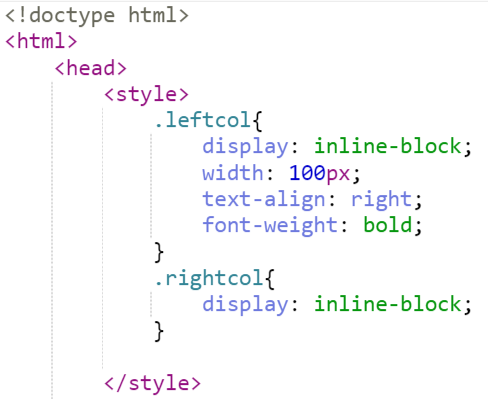 <!doctype html>
<html>
    <head>
        <style>
            .leftcol{
                display: inline-block;
                width: 100px;
                text-align: right;
                font-weight: bold;
            }
            .rightcol{
                display: inline-block;
            }

        </style>